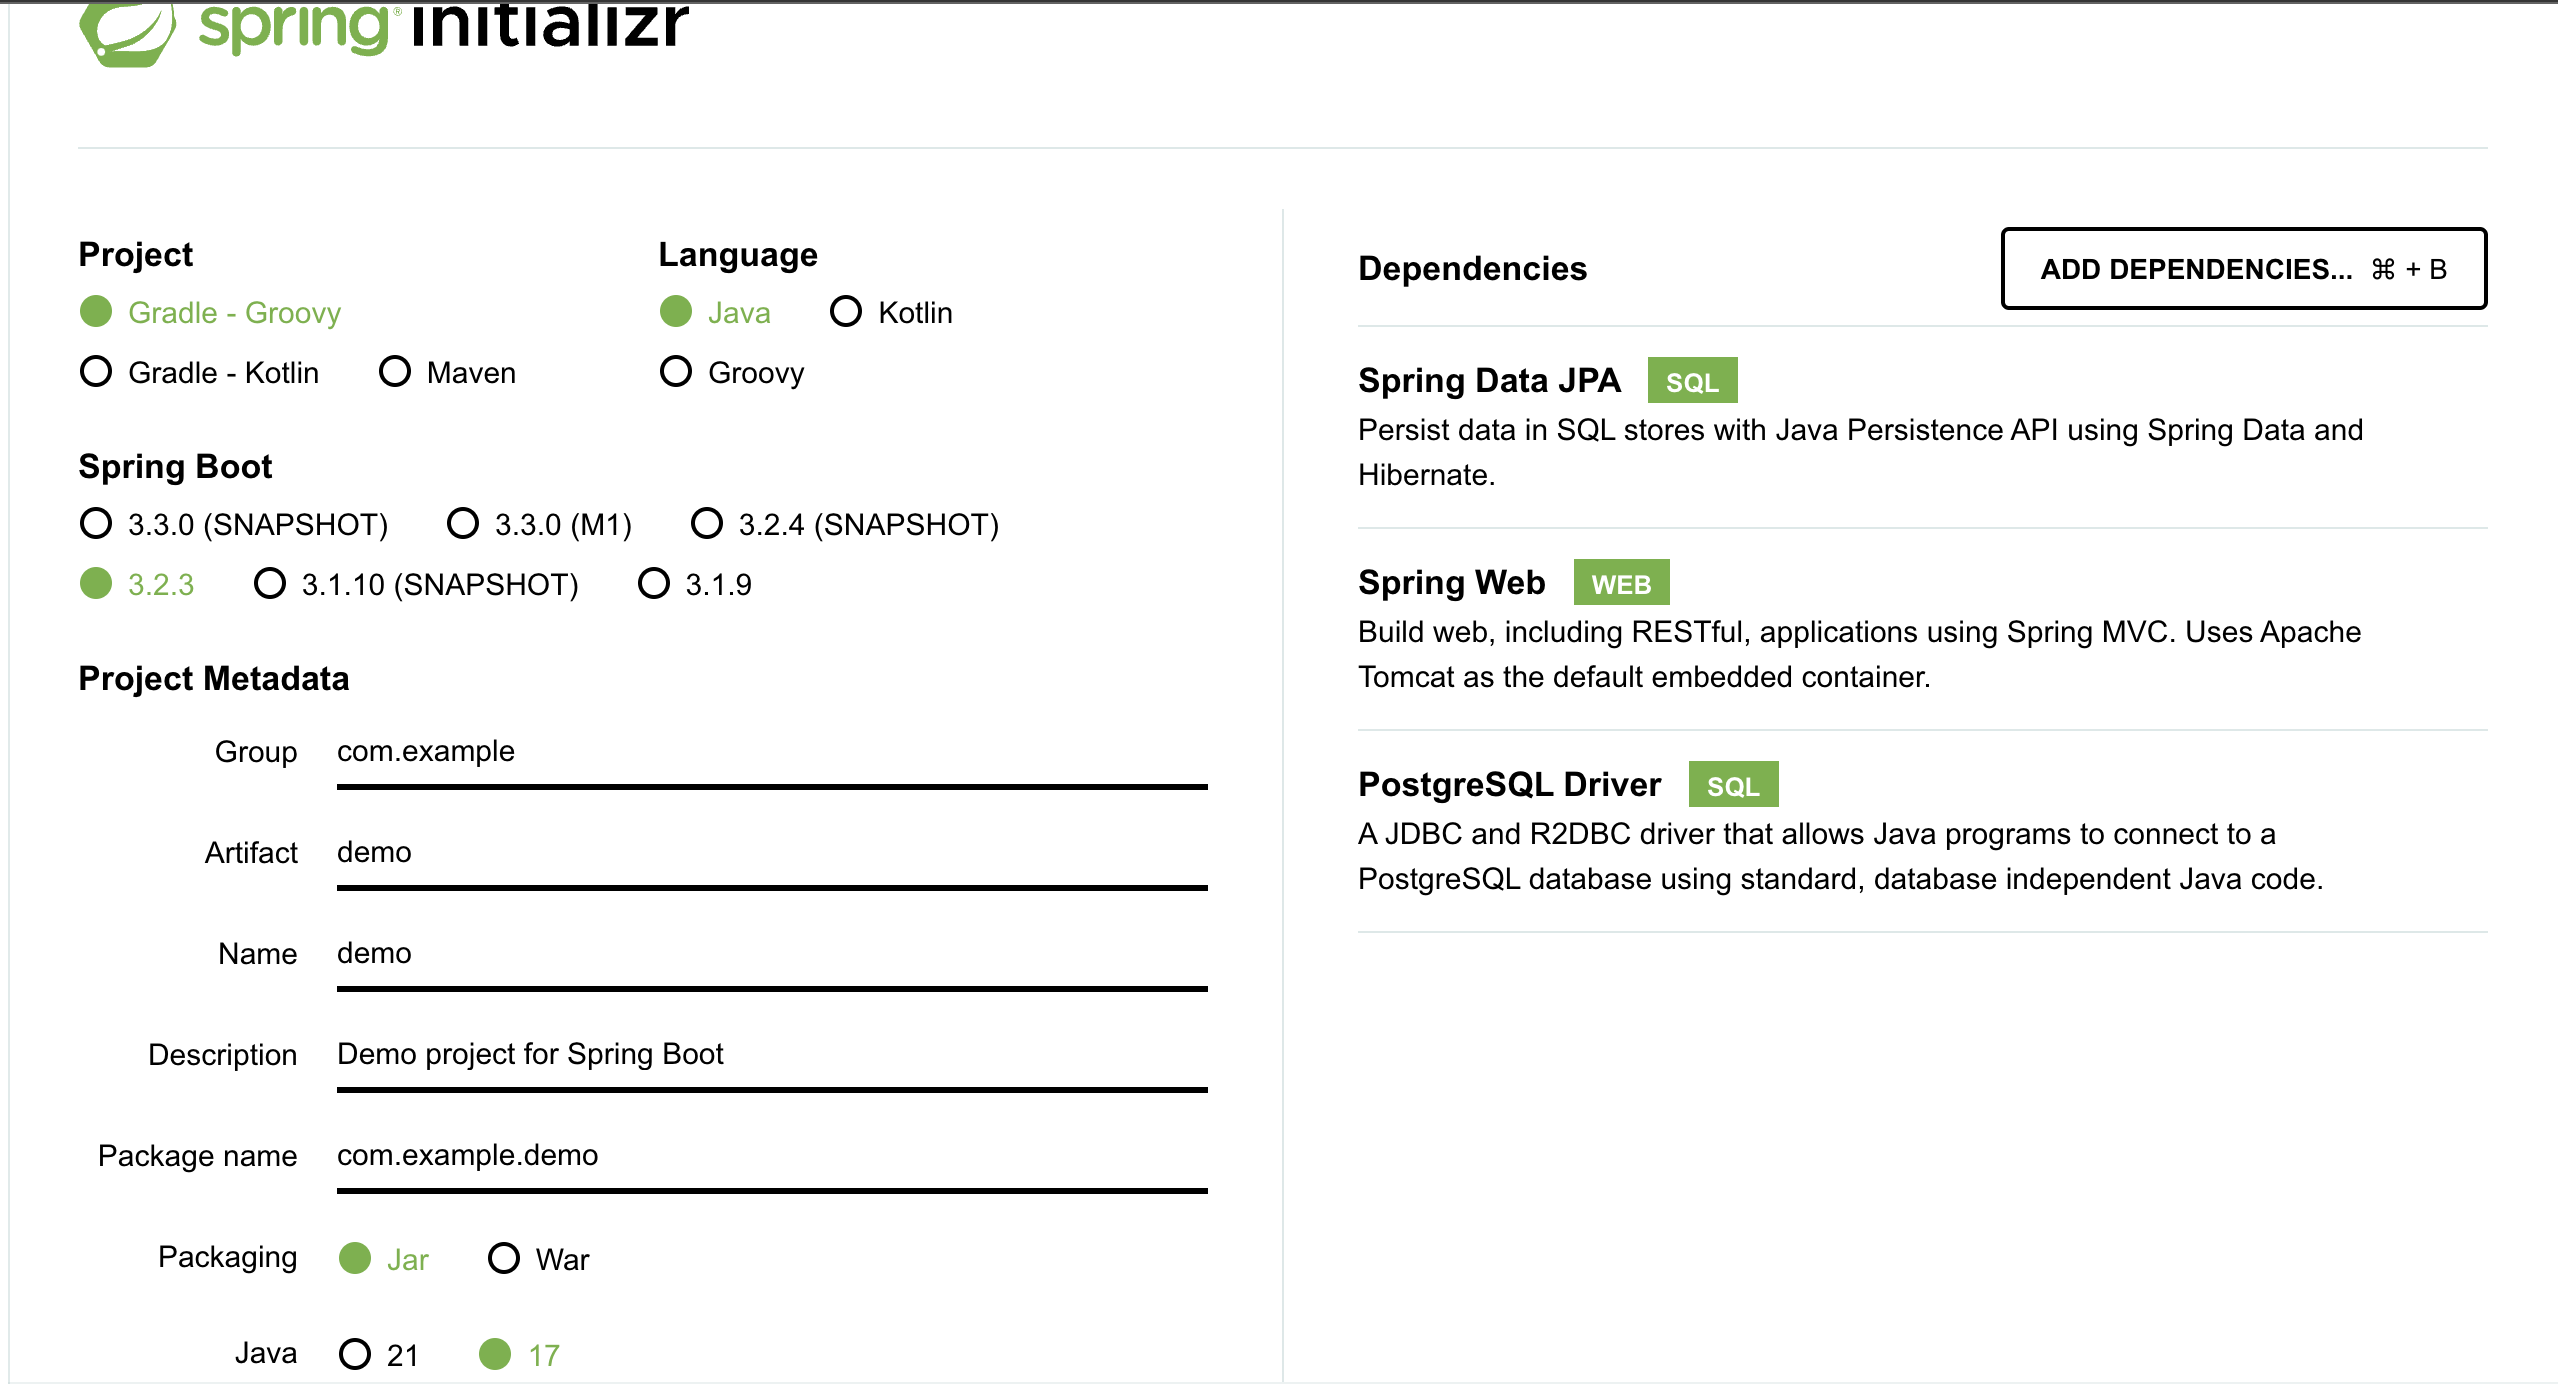 spring® initializr
Project
Gradle - Groovy
Gradle - Kotlin Maven
Language
Java Kotlin
Groovy
Spring Boot
3.3.0 (SNAPSHOT) 3.3.0 (M1) 3.2.4 (SNAPSHOT)
3.2.3 3.1.10 (SNAPSHOT) 3.1.9
Project Metadata
Group com.example
Artifact demo
Name demo
Description Demo project for Spring Boot
Package name com.example.demo
Packaging Jar War
Java 21 17
Dependencies ADD DEPENDENCIES... ⌘ + B
Spring Data JPA SQL
Persist data in SQL stores with Java Persistence API using Spring Data and
Hibernate.
Spring Web WEB
Build web, including RESTful, applications using Spring MVC. Uses Apache
Tomcat as the default embedded container.
PostgreSQL Driver SQL
A JDBC and R2DBC driver that allows Java programs to connect to a
PostgreSQL database using standard, database independent Java code.